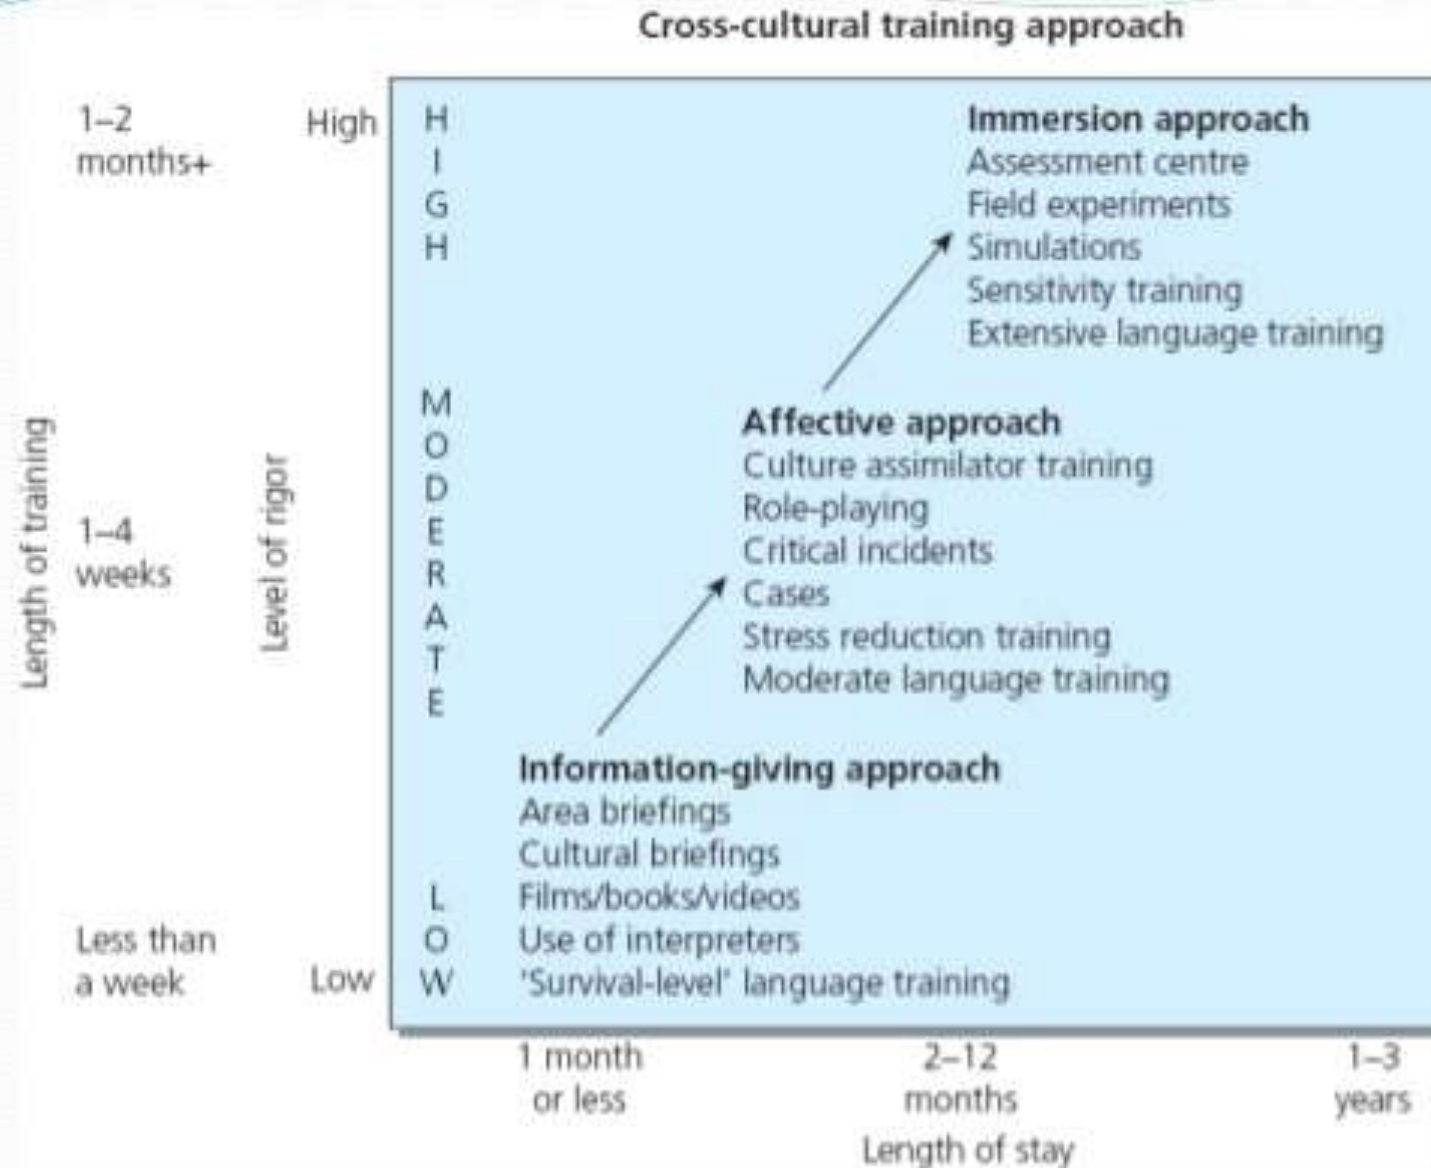 Cross-cultural training approach
1–2
months+
High
H
I
G
H
Immersion approach
Assessment centre
Field experiments
Simulations
Sensitivity training
Extensive language training
Length of training
1–4
weeks
Level of rigor
M
O
D
E
R
A
T
E
Affective approach
Culture assimilator training
Role-playing
Critical incidents
Cases
Stress reduction training
Moderate language training
Information-giving approach
Area briefings
Cultural briefings
Films/books/videos
Use of interpreters
'Survival-level' language training
Less than
a week
Low
L
O
W
1 month
or less
2–12
months
1–3
years
Length of stay